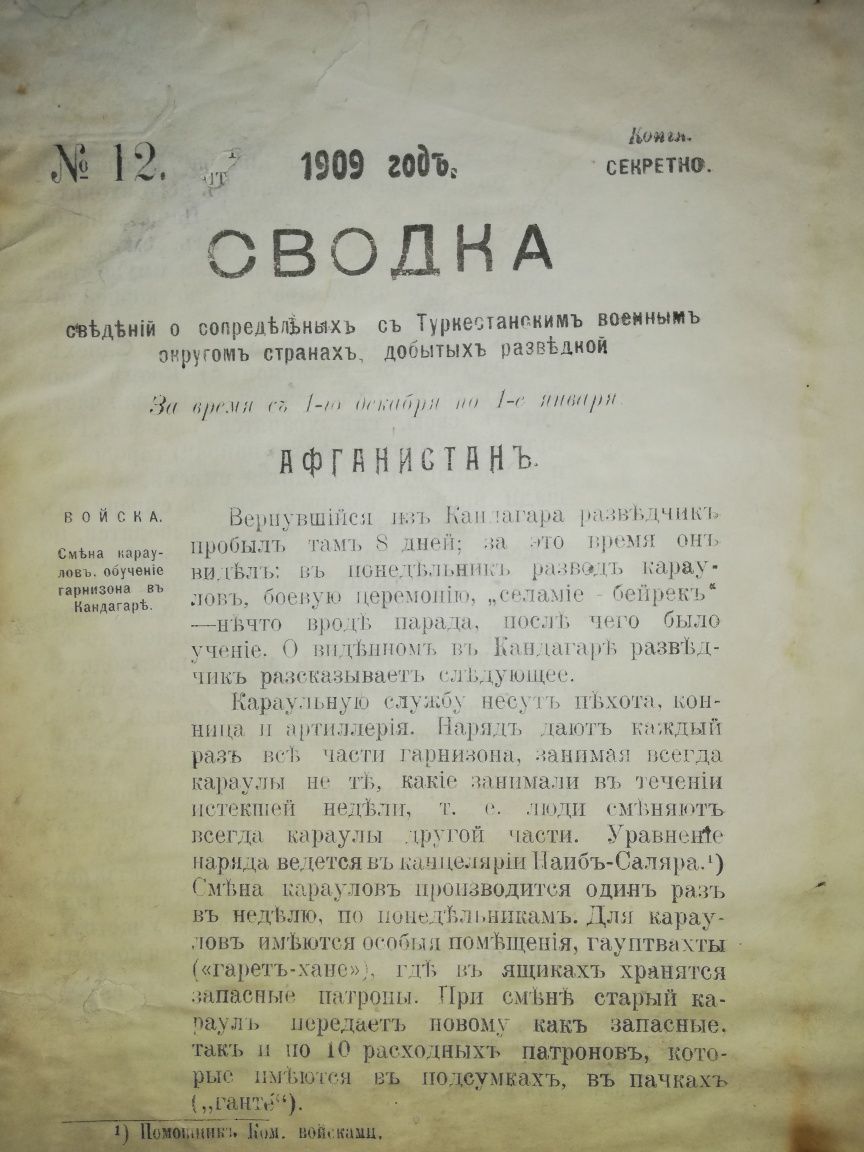 Конгл.
№ 12. 1909 годъ. СЕКРЕТНО.
СВОДКА
свѣдѣній о сопредѣльныхъ съ Туркестанскимъ военнымъ
округомъ странахъ, добытыхъ развѣдкой
За время съ 1-го декабря по 1-е января
АФГАНИСТАНЪ.
ВОЙСКА.
Смѣна карау-
ловъ. обученіе
гарнизона въ
Кандагарѣ.
Вернувшійся изъ Кандагара развѣдчикъ
пробылъ тамъ 8 дней; за это время онъ
видѣлъ: въ понедѣльникъ разводъ карау-
ловъ, боевую церемонію, „селаміе - бейрекъ“
—нѣчто вродѣ парада, послѣ чего было
ученіе. О видѣнномъ въ Кандагарѣ развѣд-
чикъ разсказываетъ слѣдующее.
Караульную службу несутъ пѣхота, кон-
ница и артиллерія. Нарядъ даютъ каждый
разъ всѣ части гарнизона, занимая всегда
караулы не тѣ, какіе занимали въ теченіи
истекшей недѣли, т. е. люди смѣняютъ
всегда караулы другой части. Уравненіе
наряда ведется въ канцеляріи Наибъ-Саляра.¹)
Смѣна карауловъ производится одинъ разъ
въ недѣлю, по понедѣльникамъ. Для карау-
ловъ имѣются особыя помѣщенія, гауптвахты
(«гаретъ-хане»), гдѣ въ ящикахъ хранятся
запасные патроны. При смѣнѣ старый ка-
раулъ передаетъ новому какъ запасные,
такъ и по 10 расходныхъ патроновъ, кото-
рые имѣются въ подсумкахъ, въ пачкахъ
(„ганте“).
¹) Помощникъ Ком. войсками.